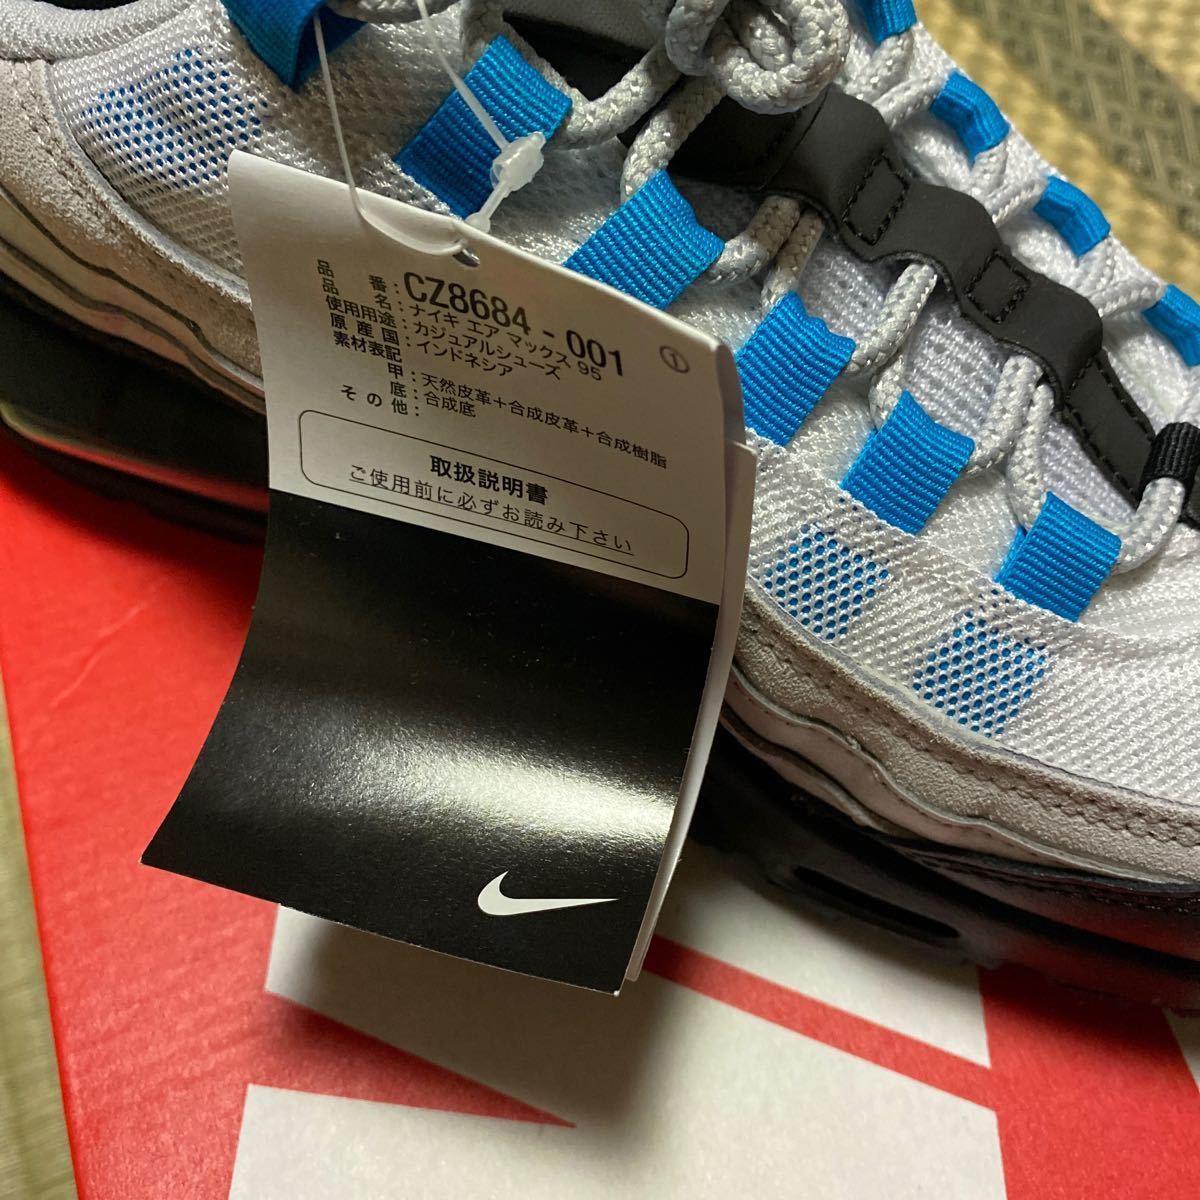 品番：CZ8684-001 ①
品名：ナイキ エア マックス 95
使用用途：カジュアルシューズ
原産国：インドネシア
素材表記
甲：天然皮革＋合成皮革＋合成樹脂
底：合成底
その他：
取扱説明書
ご使用前に必ずお読み下さい